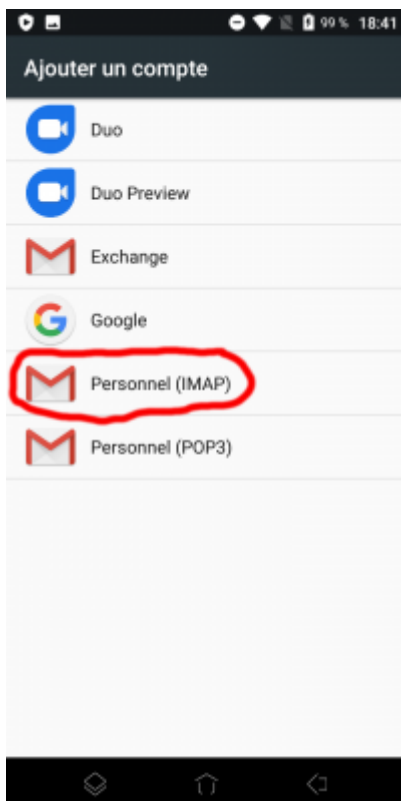 99 % 18:41
Ajouter un compte
Duo
Duo Preview
Exchange
Google
Personnel (IMAP)
Personnel (POP3)